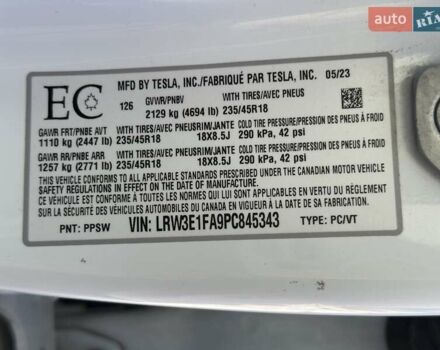 AUTO
RIA
EC
MFD BY TESLA, INC./FABRIQUÉ PAR TESLA, INC. 05/23
126 GVWR/PNBV WITH TIRES/AVEC PNEUS
2129 kg (4694 lb) 235/45R18
GAWR FRT/PNBE AVT WITH TIRES/AVEC PNEUS RIM/JANTE COLD TIRE PRESSURE/PRESSION DES PNEUS À FROID
1110 kg (2447 lb) 235/45R18 18X8.5J 290 kPa, 42 psi
GAWR RR/PNBE ARR WITH TIRES/AVEC PNEUS RIM/JANTE COLD TIRE PRESSURE/PRESSION DES PNEUS À FROID
1257 kg (2771 lb) 235/45R18 18X8.5J 290 kPa, 42 psi
THIS VEHICLE CONFORMS TO ALL APPLICABLE STANDARDS PRESCRIBED UNDER THE CANADIAN MOTOR VEHICLE
SAFETY REGULATIONS IN EFFECT ON THE DATE OF MANUFACTURE
CE VÉHICULE EST CONFORME À TOUTES LES NORMES QUI LUI SONT APPLICABLES EN VERTU DU RÈGLEMENT
SUR LA SÉCURITÉ DES VÉHICULES AUTOMOBILES DU CANADA EN VIGUEUR À LA DATE DE SA FABRICATION
PNT: PPSW VIN: LRW3E1FA9PC845343 TYPE: PC/VT